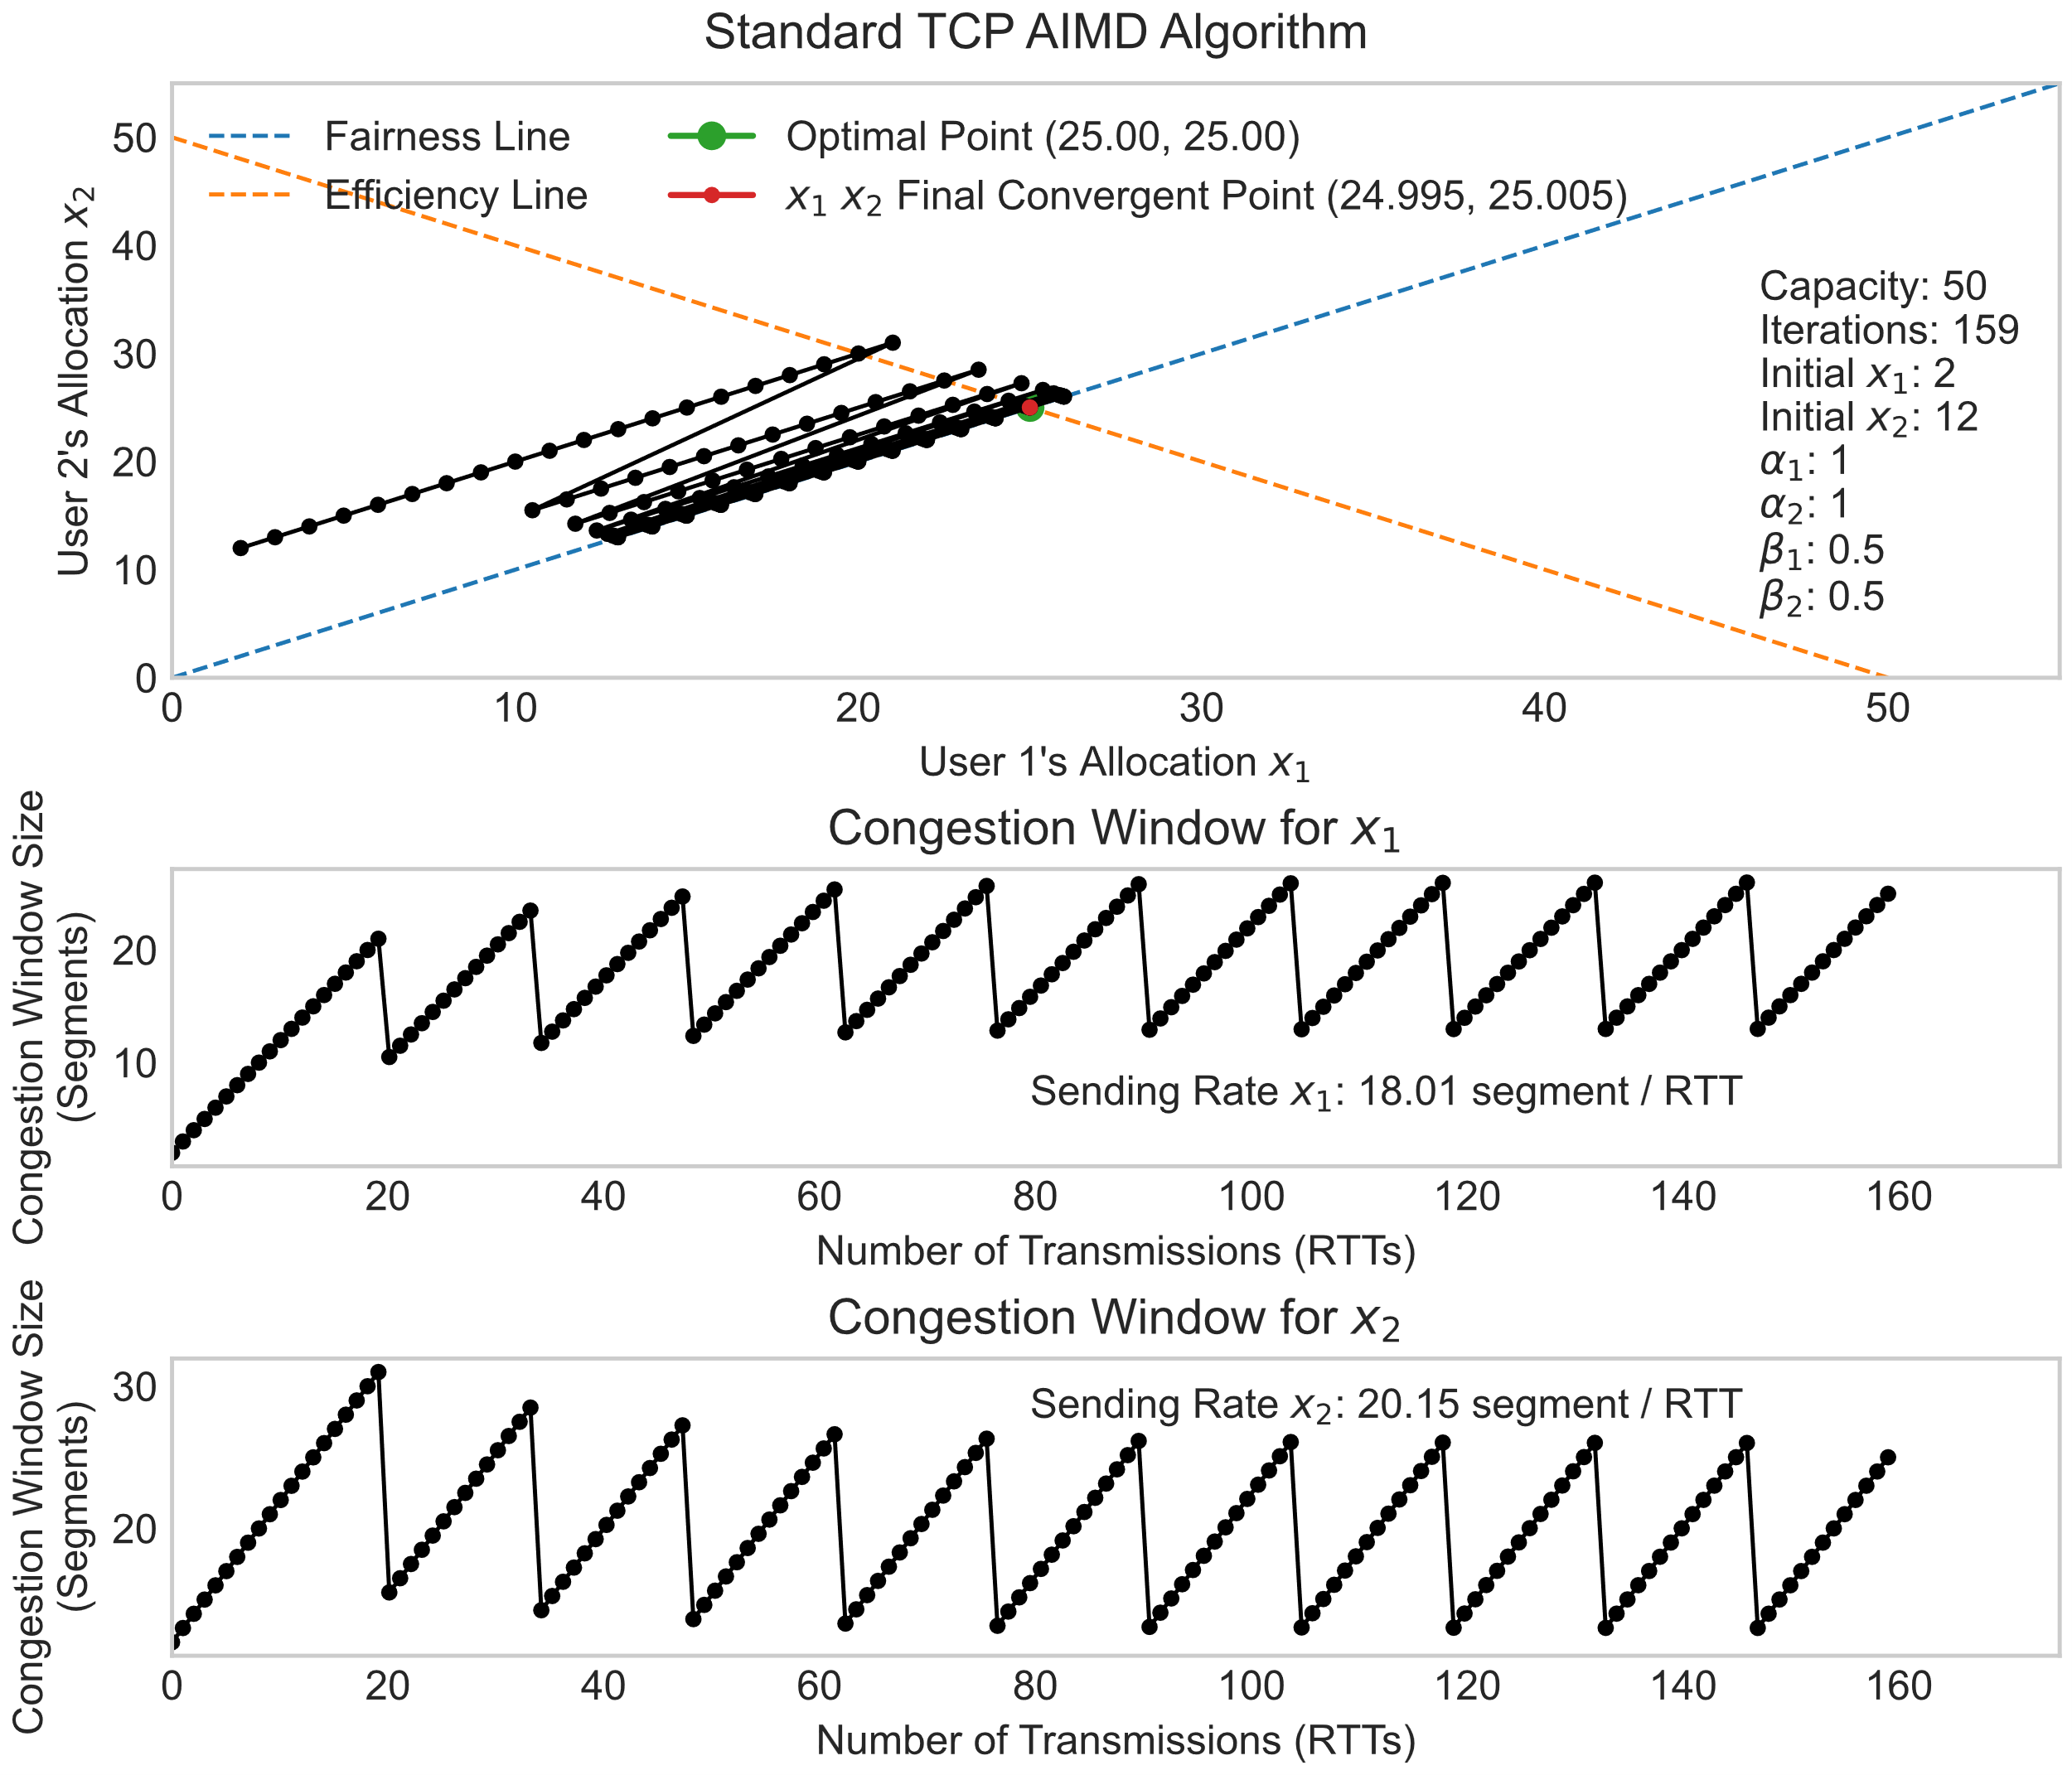 Standard TCP AIMD Algorithm
Fairness Line
Efficiency Line
Optimal Point (25.00, 25.00)
x₁ x₂ Final Convergent Point (24.995, 25.005)
User 2's Allocation x₂
50
40
30
20
10
0
Capacity: 50
Iterations: 159
Initial x₁: 2
Initial x₂: 12
α₁: 1
α₂: 1
β₁: 0.5
β₂: 0.5
0 10 20 30 40 50
User 1's Allocation x₁
Congestion Window for x₁
Congestion Window Size
(Segments)
20
10
Sending Rate x₁: 18.01 segment / RTT
0 20 40 60 80 100 120 140 160
Number of Transmissions (RTTs)
Congestion Window for x₂
Congestion Window Size
(Segments)
30
20
Sending Rate x₂: 20.15 segment / RTT
0 20 40 60 80 100 120 140 160
Number of Transmissions (RTTs)